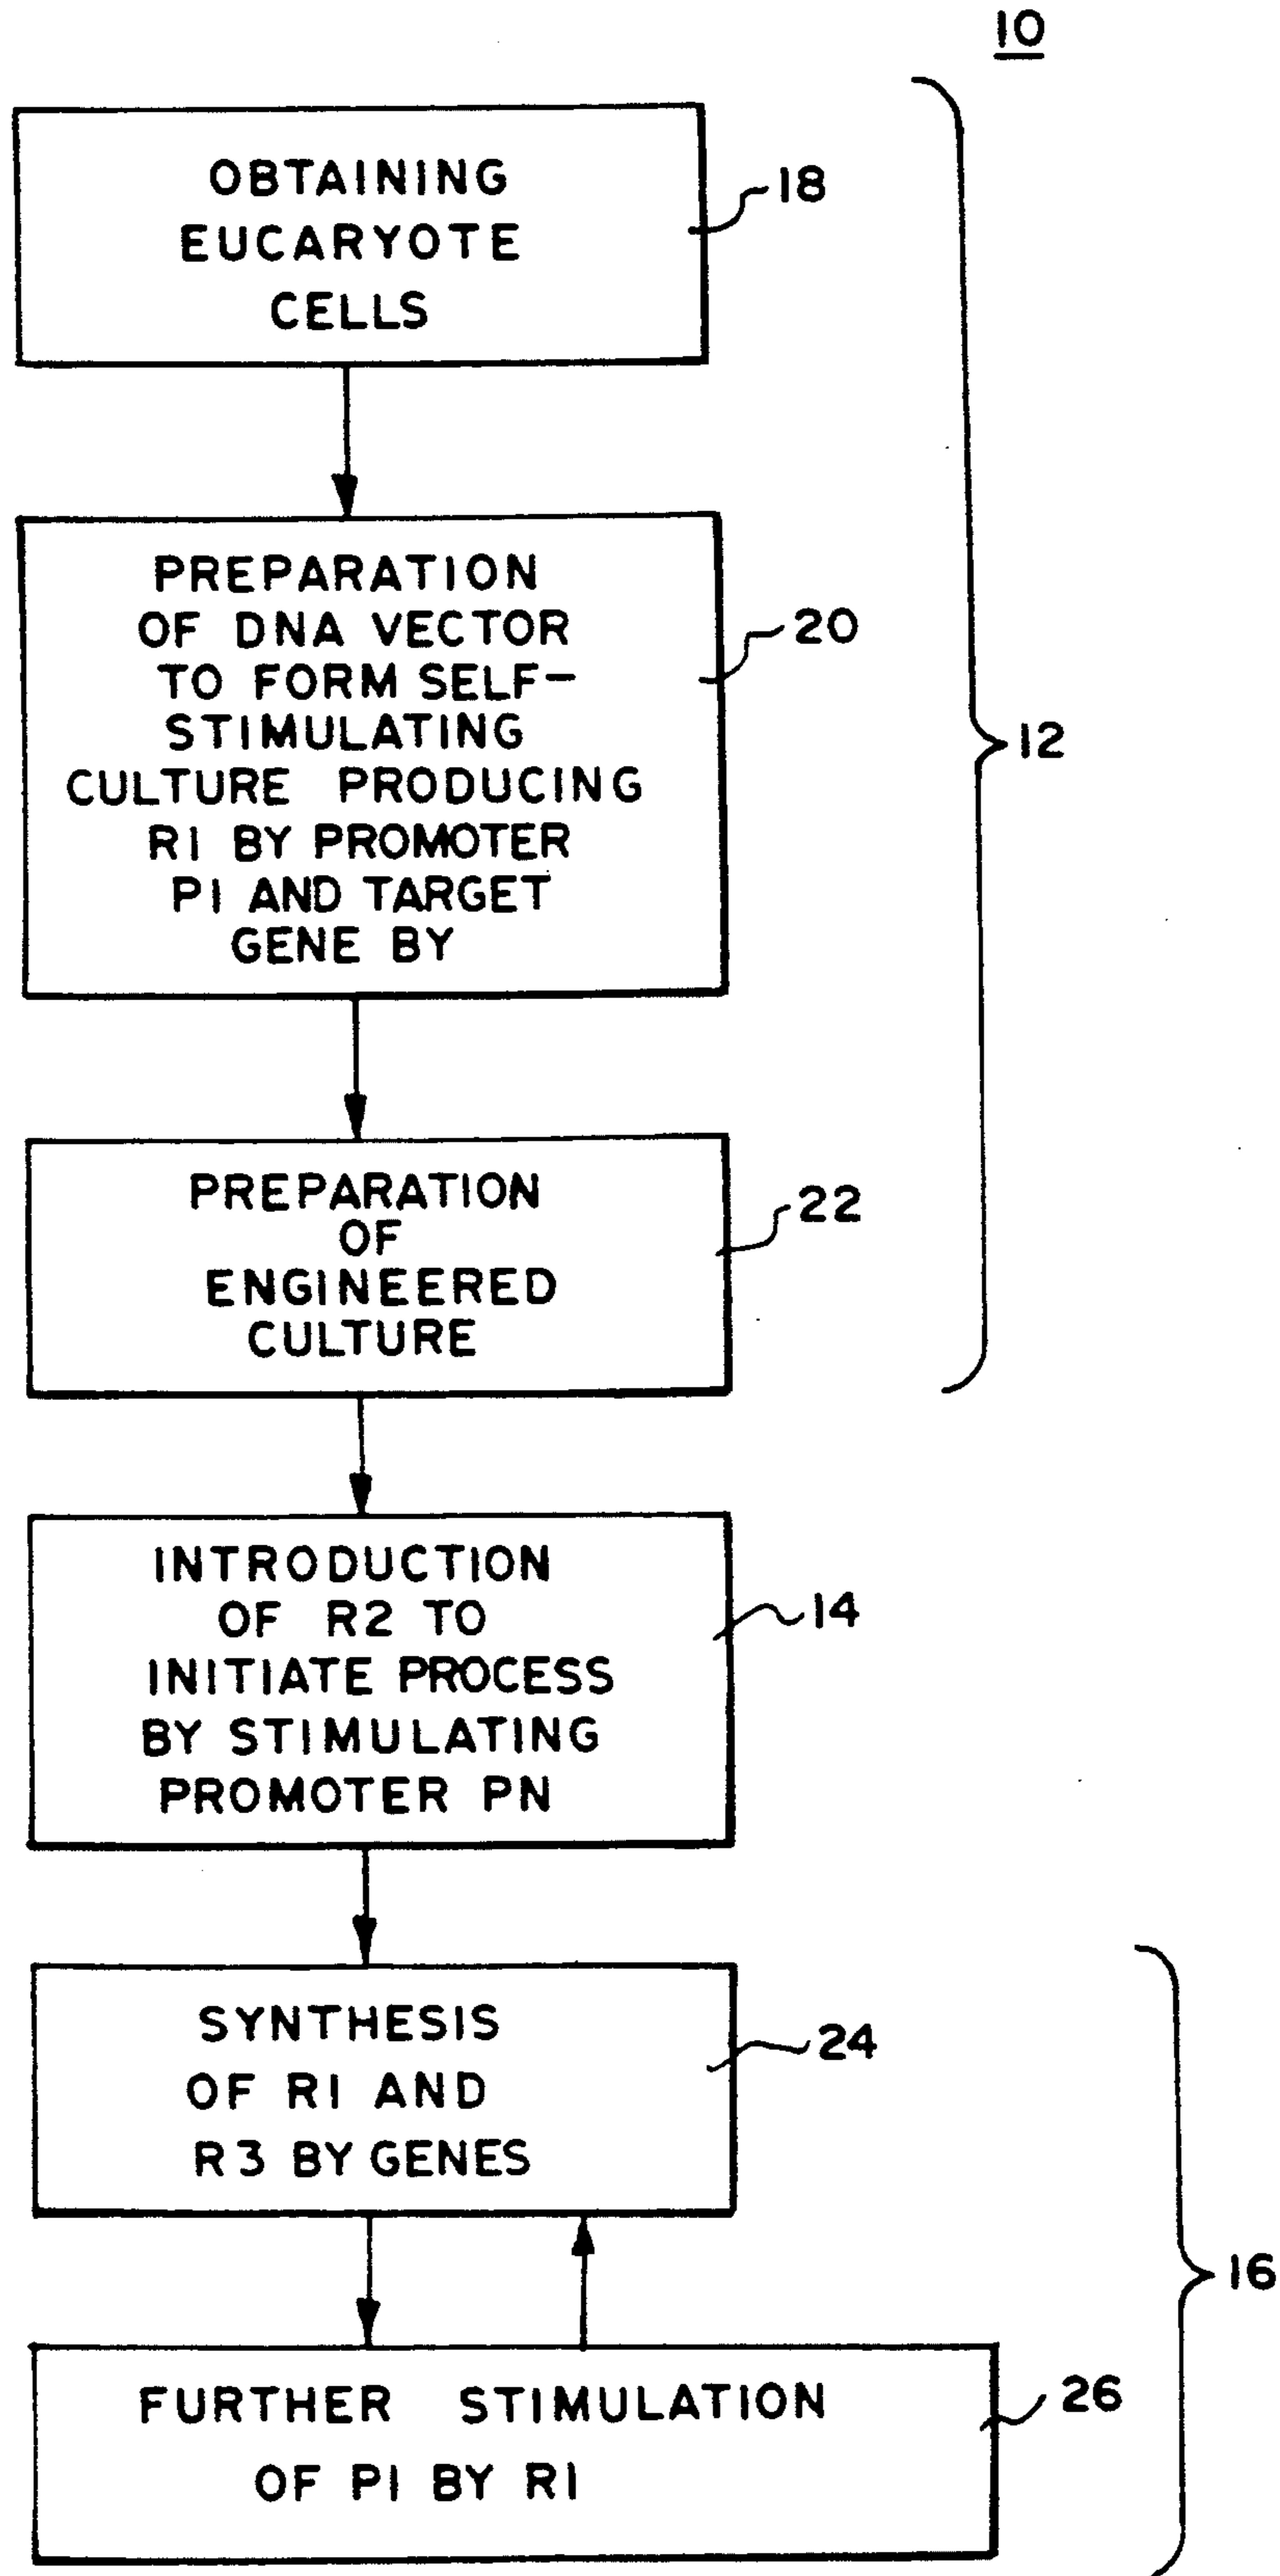 10
OBTAINING
EUCARYOTE
CELLS
18
PREPARATION
OF DNA VECTOR
TO FORM SELF-
STIMULATING
CULTURE PRODUCING
R1 BY PROMOTER
P1 AND TARGET
GENE BY
20
12
PREPARATION
OF
ENGINEERED
CULTURE
22
INTRODUCTION
OF R2 TO
INITIATE PROCESS
BY STIMULATING
PROMOTER PN
14
SYNTHESIS
OF R1 AND
R3 BY GENES
24
16
FURTHER STIMULATION
OF P1 BY R1
26